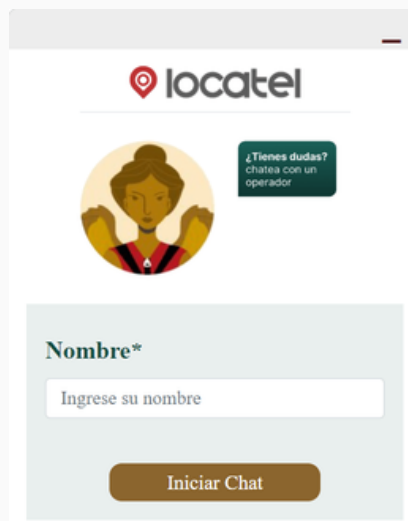 locatel
¿Tienes dudas?
chatea con un
operador
Nombre*
Ingrese su nombre
Iniciar Chat